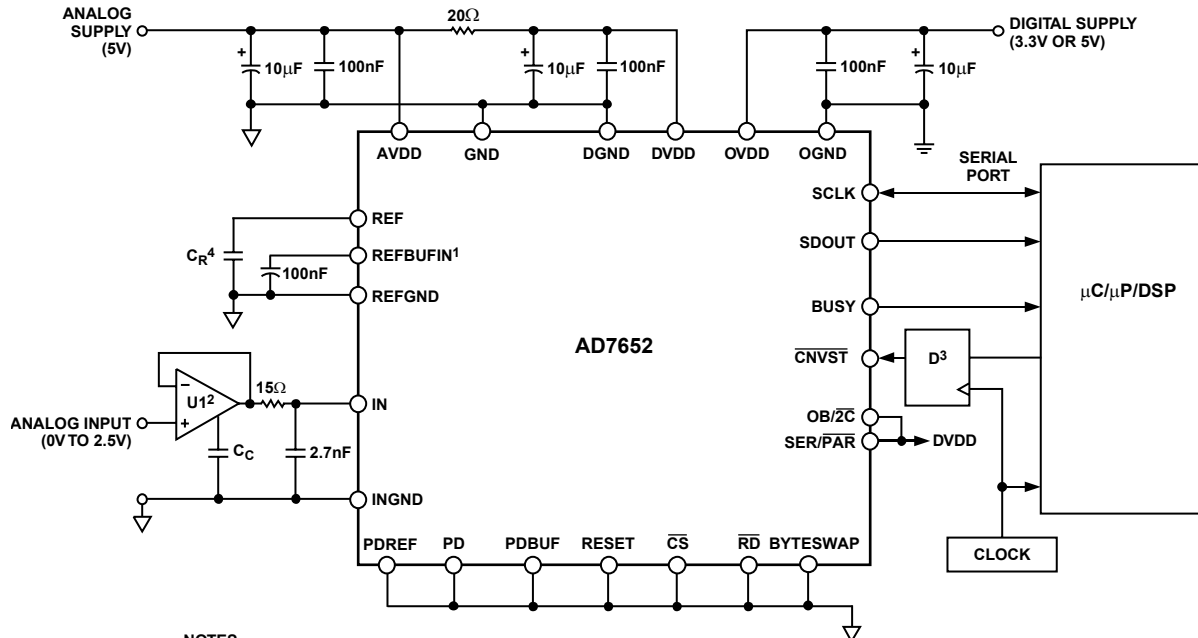 ANALOG
SUPPLY
(5V)
20Ω
DIGITAL SUPPLY
(3.3V OR 5V)
+
10μF
100nF
+
10μF
100nF
100nF
+
10μF
AVDD
GND
DGND
DVDD
OVDD
OGND
SERIAL
PORT
SCLK
SDOUT
BUSY
CNVST
OB/2C
SER/PAR
DVDD
D3
μC/μP/DSP
CLOCK
REF
REFBUFIN1
REFGND
CR4
100nF
AD7652
−
U12
+
15Ω
IN
ANALOG INPUT
(0V TO 2.5V)
CC
2.7nF
INGND
PDREF
PD
PDBUF
RESET
CS
RD
BYTESWAP